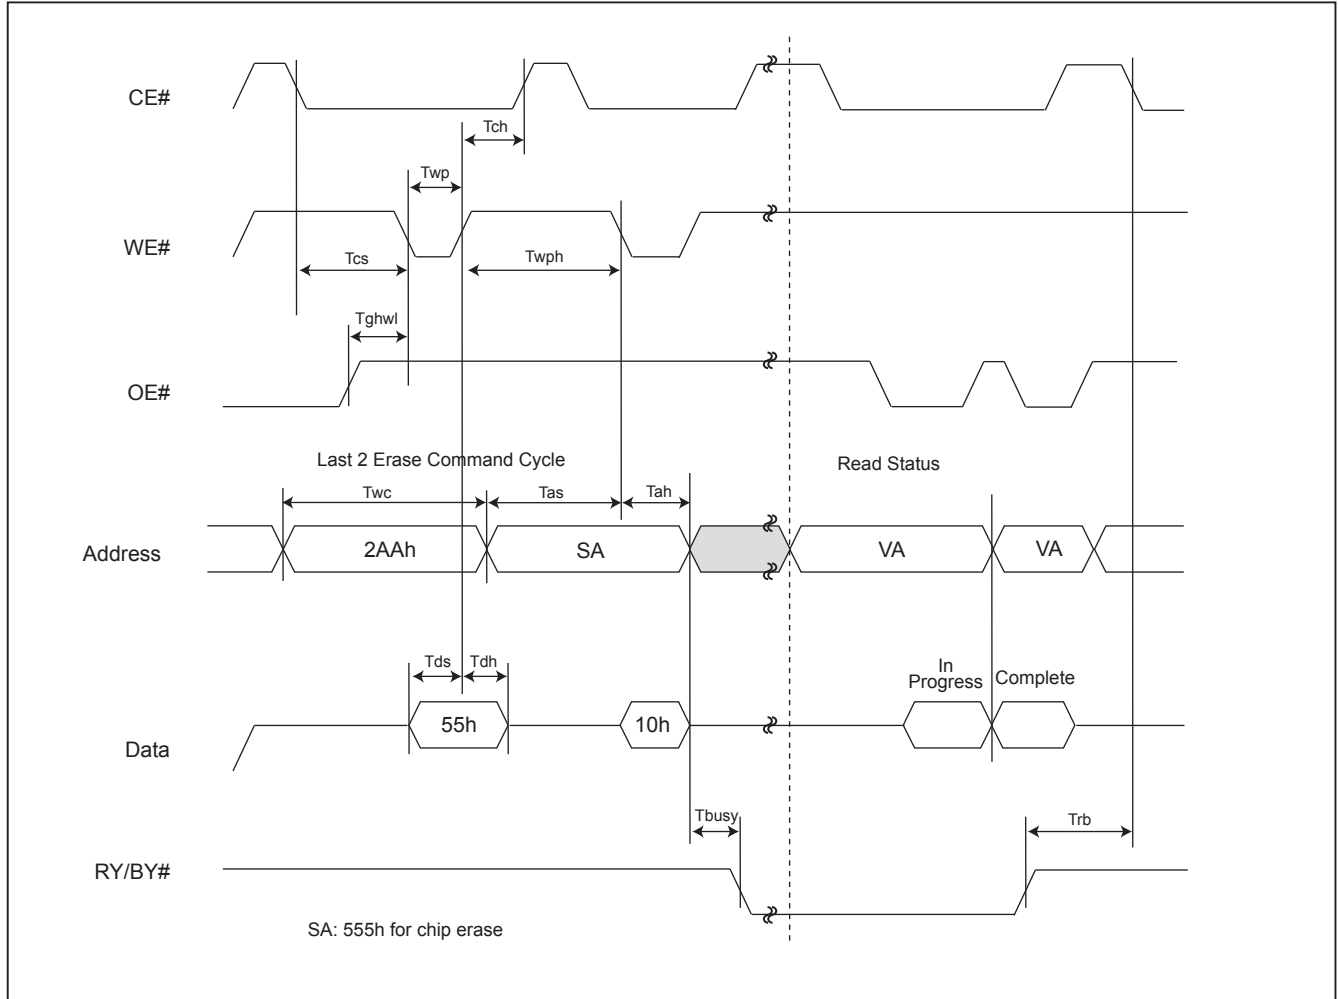 CE#
Tch
Twp
WE#
Tcs
Twph
Tghwl
OE#
Last 2 Erase Command Cycle
Read Status
Twc
Tas
Tah
Address
2AAh
SA
VA
VA
Tds
Tdh
In
Progress
Complete
Data
55h
10h
Tbusy
Trb
RY/BY#
SA: 555h for chip erase